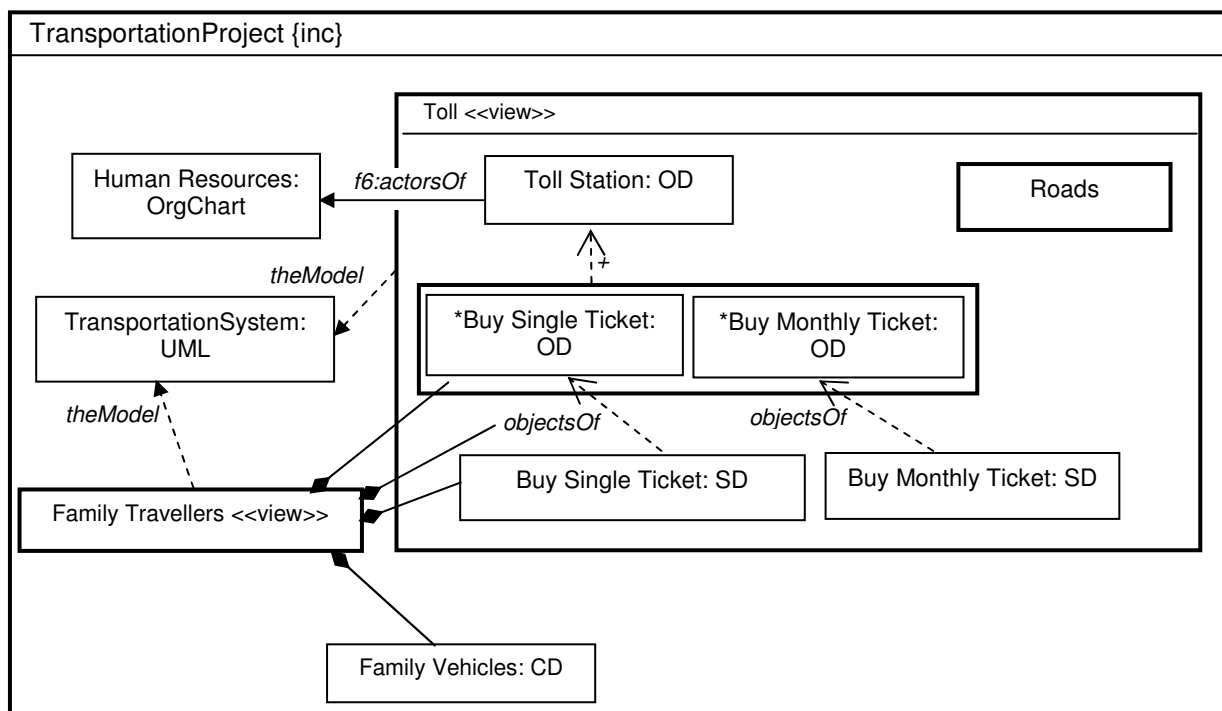 TransportationProject {inc}
Toll <<view>>
Human Resources:
OrgChart
f6:actorsOf
Toll Station: OD
Roads
+
theModel
TransportationSystem:
UML
*Buy Single Ticket:
OD
*Buy Monthly Ticket:
OD
theModel
objectsOf
objectsOf
Buy Single Ticket: SD
Buy Monthly Ticket: SD
Family Travellers <<view>>
Family Vehicles: CD